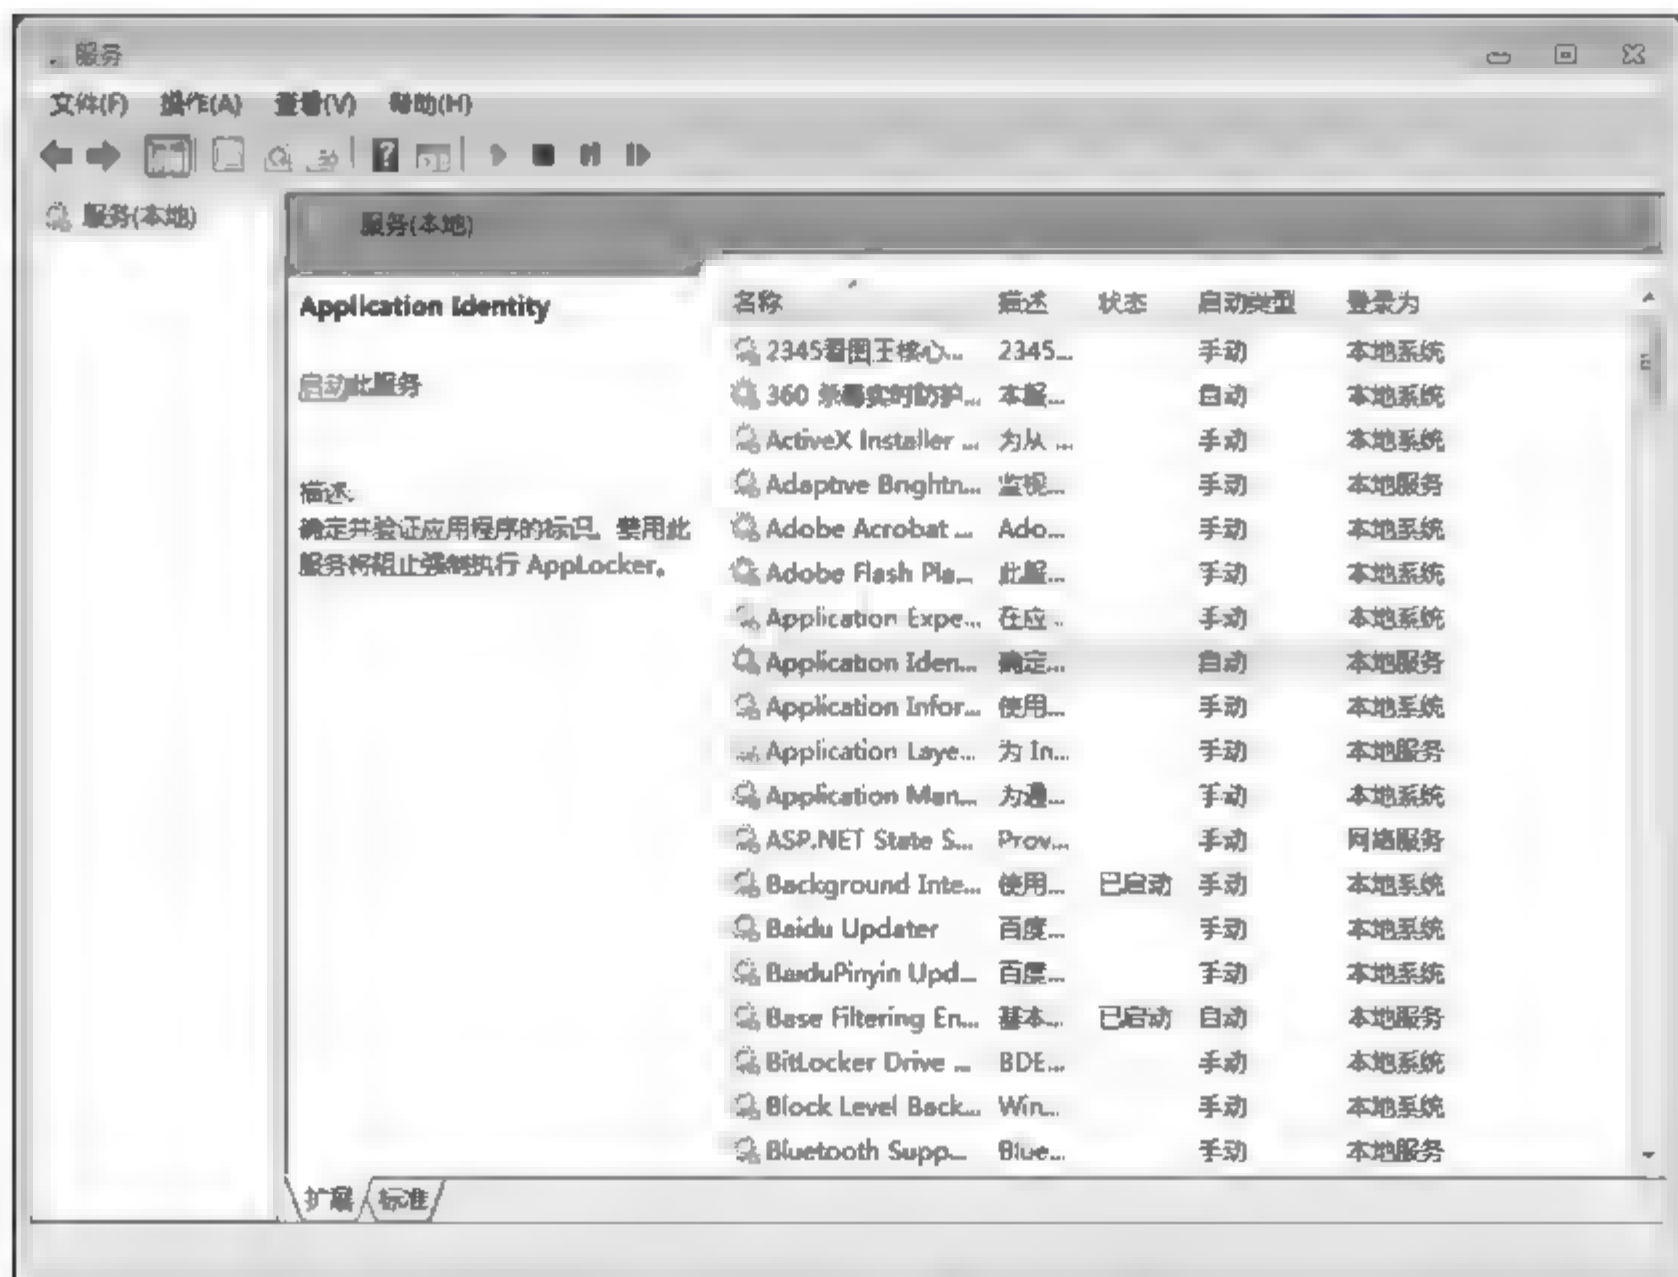 服务
文件(F) 操作(A) 查看(V) 帮助(H)
服务(本地)
服务(本地)
Application Identity
启动此服务
描述:
确定并验证应用程序的标识。禁用此
服务将阻止强制执行 AppLocker。
名称 描述 状态 启动类型 登录为
2345看图王核心... 2345... 手动 本地系统
360 杀毒实时防护... 本服... 自动 本地系统
ActiveX Installer ... 为从 ... 手动 本地系统
Adaptive Brightn... 监视... 手动 本地服务
Adobe Acrobat ... Ado... 手动 本地系统
Adobe Flash Pla... 此服... 手动 本地系统
Application Expe... 在应... 手动 本地系统
Application Iden... 确定... 自动 本地服务
Application Infor... 使用... 手动 本地系统
Application Laye... 为 In... 手动 本地服务
Application Man... 为通... 手动 本地系统
ASP.NET State S... Prov... 手动 网络服务
Background Inte... 使用... 已启动 手动 本地系统
Baidu Updater 百度... 手动 本地系统
BaiduPinyin Upd... 百度... 手动 本地系统
Base Filtering En... 基本... 已启动 自动 本地服务
BitLocker Drive ... BDE... 手动 本地系统
Block Level Back... Win... 手动 本地系统
Bluetooth Supp... Blue... 手动 本地服务
扩展 标准